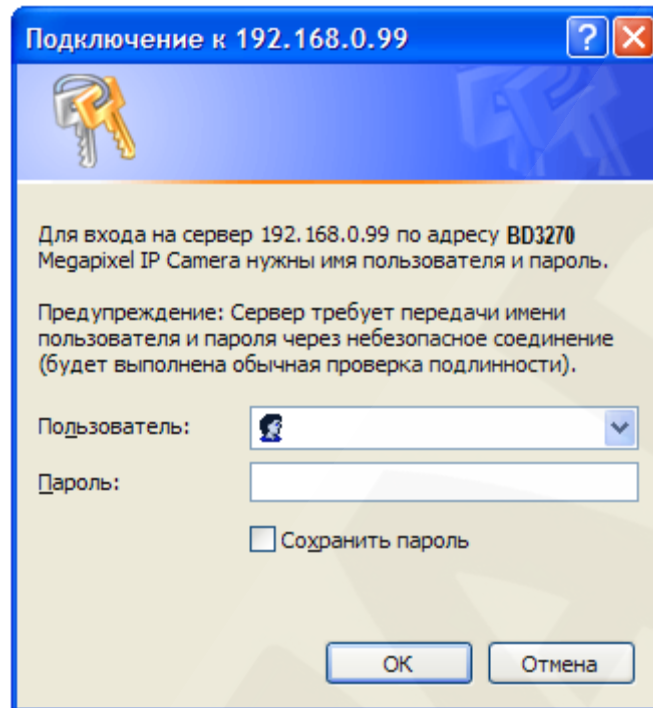 Подключение к 192.168.0.99
Для входа на сервер 192.168.0.99 по адресу BD3270
Megapixel IP Camera нужны имя пользователя и пароль.
Предупреждение: Сервер требует передачи имени
пользователя и пароля через небезопасное соединение
(будет выполнена обычная проверка подлинности).
Пользователь:
Пароль:
Сохранить пароль
ОК
Отмена